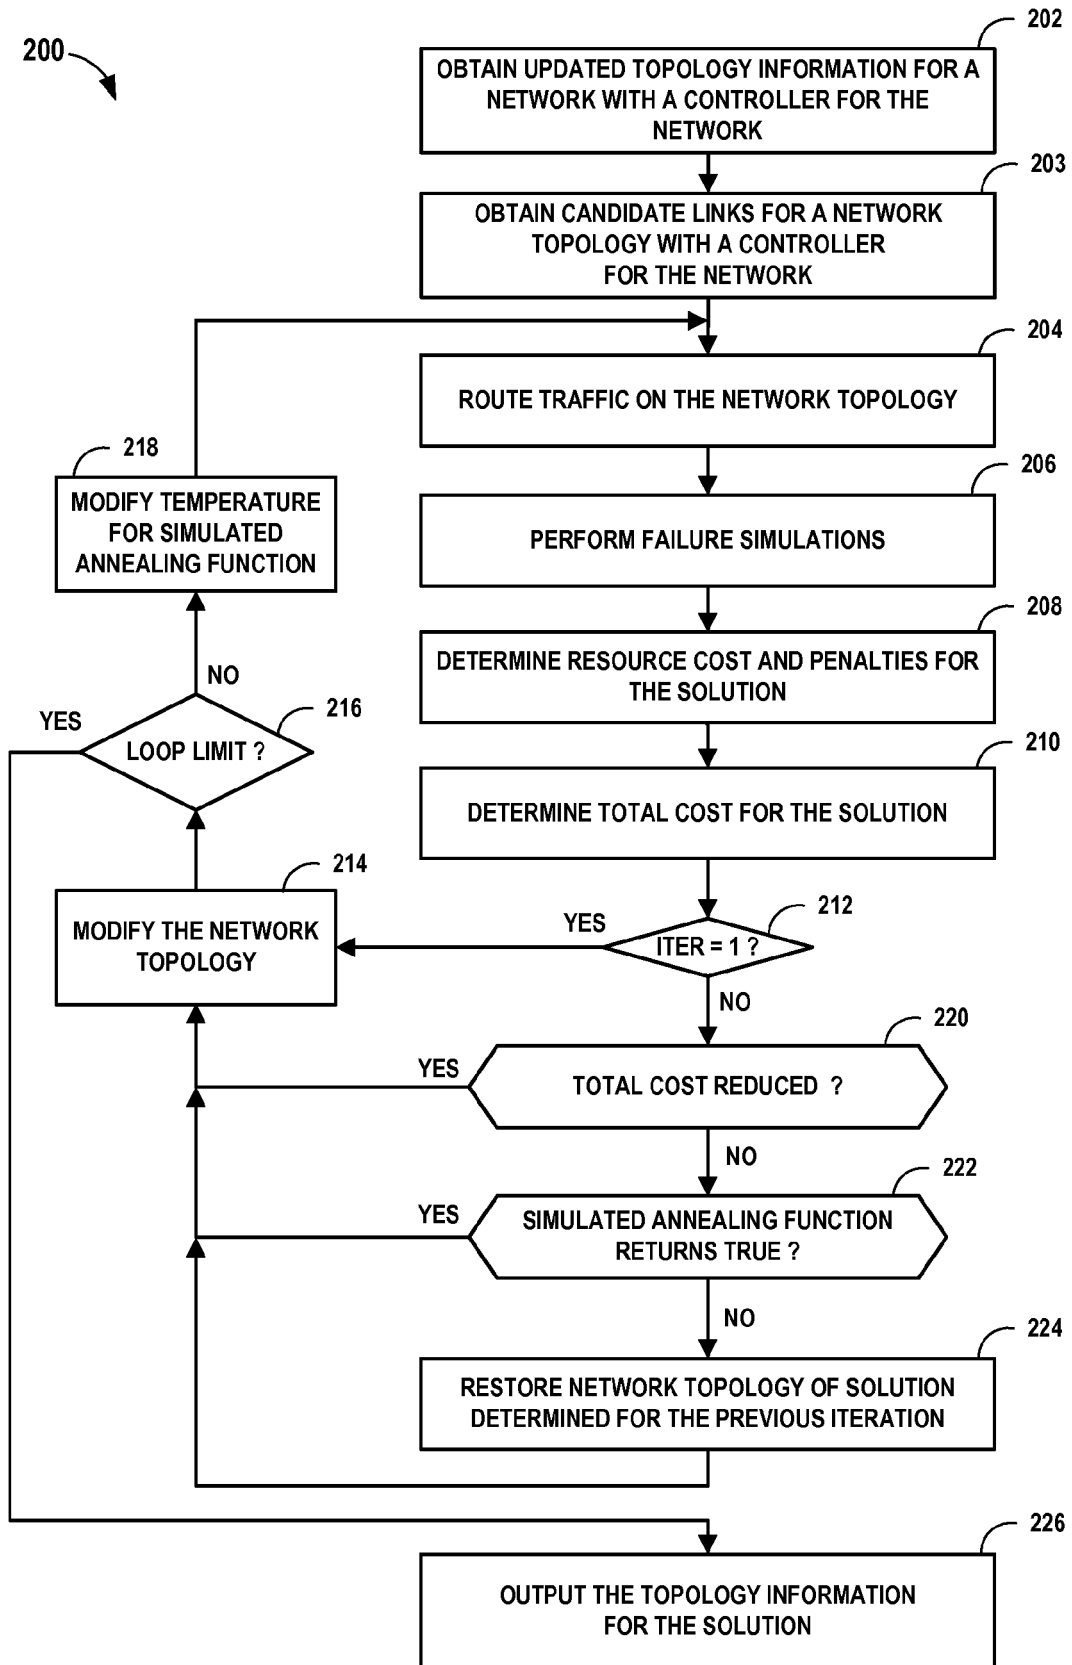 200
202
OBTAIN UPDATED TOPOLOGY INFORMATION FOR A
NETWORK WITH A CONTROLLER FOR THE
NETWORK
203
OBTAIN CANDIDATE LINKS FOR A NETWORK
TOPOLOGY WITH A CONTROLLER
FOR THE NETWORK
204
ROUTE TRAFFIC ON THE NETWORK TOPOLOGY
218
MODIFY TEMPERATURE
FOR SIMULATED
ANNEALING FUNCTION
206
PERFORM FAILURE SIMULATIONS
208
DETERMINE RESOURCE COST AND PENALTIES FOR
THE SOLUTION
NO
YES
216
LOOP LIMIT ?
210
DETERMINE TOTAL COST FOR THE SOLUTION
214
MODIFY THE NETWORK
TOPOLOGY
YES
212
ITER = 1 ?
NO
220
YES
TOTAL COST REDUCED ?
NO
222
YES
SIMULATED ANNEALING FUNCTION
RETURNS TRUE ?
NO
224
RESTORE NETWORK TOPOLOGY OF SOLUTION
DETERMINED FOR THE PREVIOUS ITERATION
226
OUTPUT THE TOPOLOGY INFORMATION
FOR THE SOLUTION